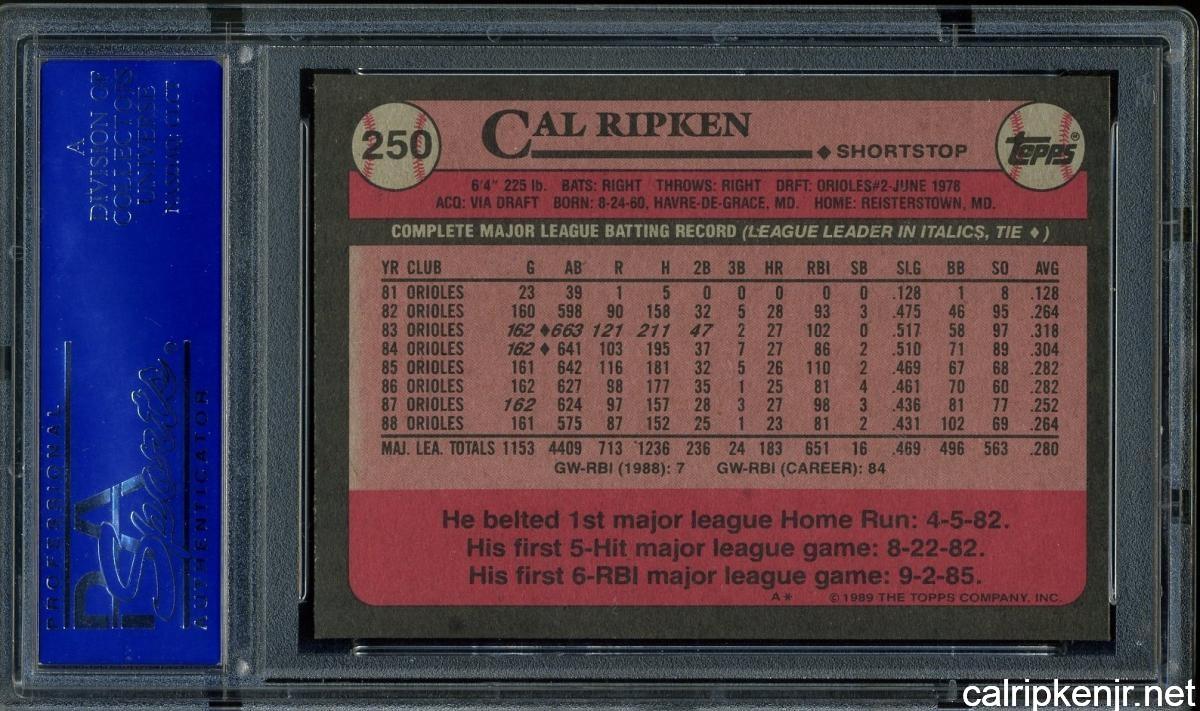 A
DIVISION OF
COLLECTORS
UNIVERSE
NASDAQ: CLCT
PROFESSIONAL
PSA
Sports
AUTHENTICATOR
250
CAL RIPKEN
♦ SHORTSTOP
TOPPS®
6'4" 225 lb. BATS: RIGHT THROWS: RIGHT DRFT: ORIOLES#2-JUNE 1978
ACQ: VIA DRAFT BORN: 8-24-60, HAVRE-DE-GRACE, MD. HOME: REISTERSTOWN, MD.
COMPLETE MAJOR LEAGUE BATTING RECORD (LEAGUE LEADER IN ITALICS, TIE ♦)
YR CLUB G AB R H 2B 3B HR RBI SB SLG BB SO AVG
81 ORIOLES 23 39 1 5 0 0 0 0 0 .128 1 8 .128
82 ORIOLES 160 598 90 158 32 5 28 93 3 .475 46 95 .264
83 ORIOLES 162 ♦663 121 211 47 2 27 102 0 .517 58 97 .318
84 ORIOLES 162 ♦ 641 103 195 37 7 27 86 2 .510 71 89 .304
85 ORIOLES 161 642 116 181 32 5 26 110 2 .469 67 68 .282
86 ORIOLES 162 627 98 177 35 1 25 81 4 .461 70 60 .282
87 ORIOLES 162 624 97 157 28 3 27 98 3 .436 81 77 .252
88 ORIOLES 161 575 87 152 25 1 23 81 2 .431 102 69 .264
MAJ. LEA. TOTALS 1153 4409 713 1236 236 24 183 651 16 .469 496 563 .280
GW-RBI (1988): 7 GW-RBI (CAREER): 84
He belted 1st major league Home Run: 4-5-82.
His first 5-Hit major league game: 8-22-82.
His first 6-RBI major league game: 9-2-85.
A* ©1989 THE TOPPS COMPANY, INC.
calripkenjr.net